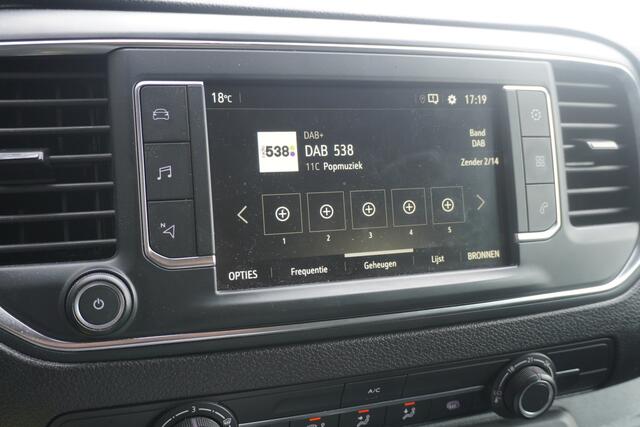 18°C
17:19
538
DAB+
DAB 538
11C Popmuziek
Band
DAB
Zender 2/14
N
1 2 3 4 5
OPTIES Frequentie Geheugen Lijst BRONNEN
A/C
3